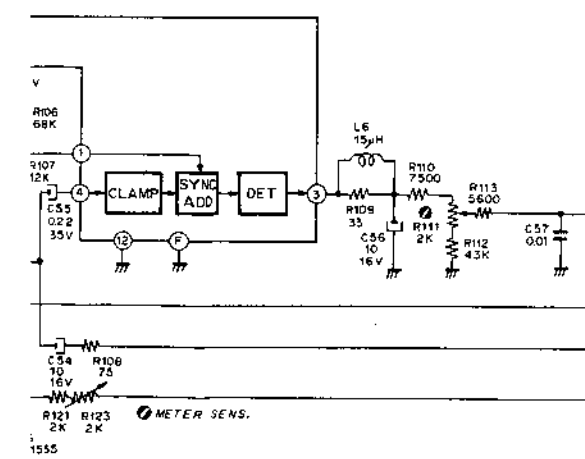 V
R106
68K
1
R107
12K
4
C55
0.22
35V
CLAMP
SYNC
ADD
DET
3
12
F
L6
15μH
R109
33
C56
10
16V
R110
7500
R111
2K
R113
5600
R112
4.3K
C57
0.01
C54
10
16V
R108
75
R121
2K
R123
2K
METER SENS.
1555